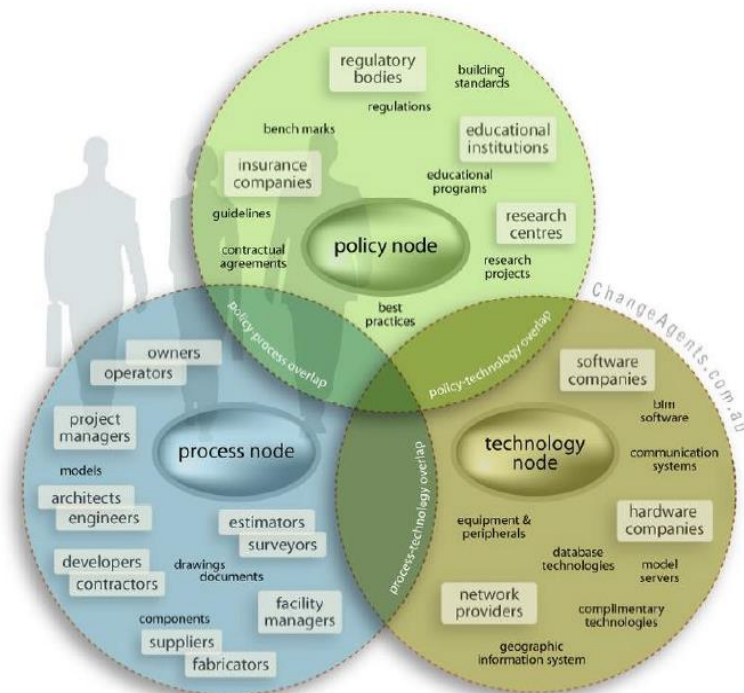 regulatory
bodies
building
standards
regulations
bench marks
educational
institutions
insurance
companies
educational
programs
guidelines
research
centres
policy node
contractual
agreements
research
projects
best
practices
ChangeAgents.com.au
policy-process overlap
policy-technology overlap
owners
operators
software
companies
project
managers
bim
software
process node
technology
node
communication
systems
models
architects
engineers
process-technology overlap
equipment &
peripherals
hardware
companies
estimators
surveyors
developers
contractors
drawings
documents
database
technologies
model
servers
facility
managers
network
providers
components
complimentary
technologies
suppliers
fabricators
geographic
information system